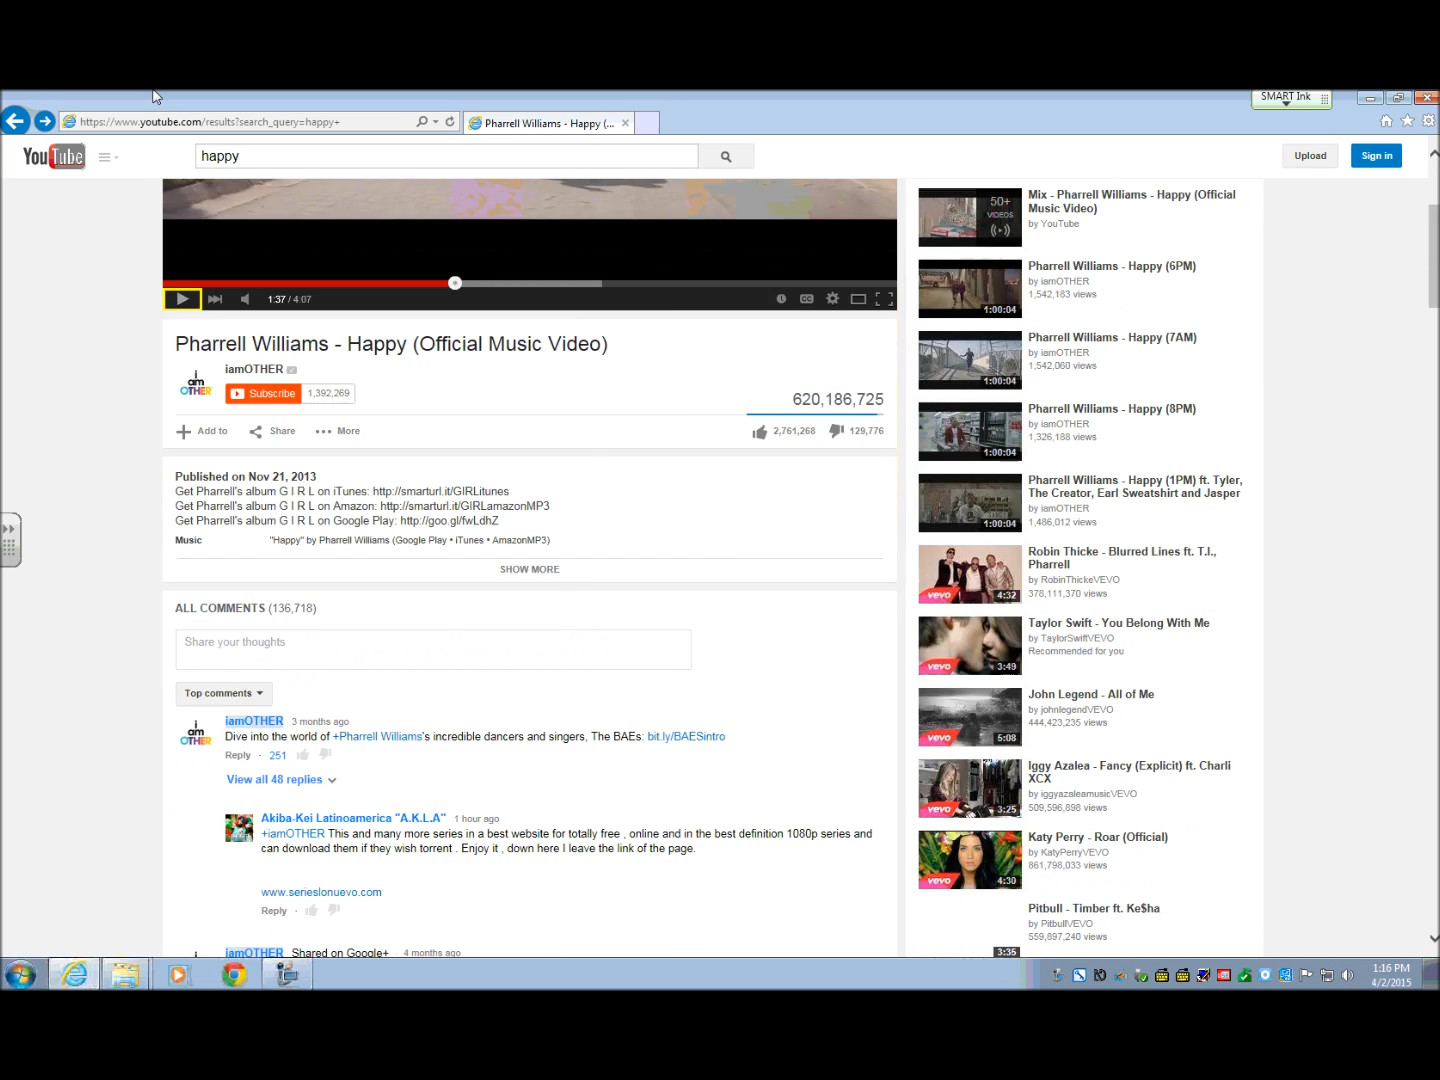 SMART Ink
https://www.youtube.com/results?search_query=happy+
Pharrell Williams - Happy (...
YouTube
happy
Upload
Sign in
1:37 / 4:07
CC
Pharrell Williams - Happy (Official Music Video)
i am OTHER
iamOTHER
Subscribe
1,392,269
620,186,725
Add to
Share
More
2,761,268
129,776
Published on Nov 21, 2013
Get Pharrell's album G I R L on iTunes: http://smarturl.it/GIRLitunes
Get Pharrell's album G I R L on Amazon: http://smarturl.it/GIRLamazonMP3
Get Pharrell's album G I R L on Google Play: http://goo.gl/fwLdhZ
Music "Happy" by Pharrell Williams (Google Play • iTunes • AmazonMP3)
SHOW MORE
ALL COMMENTS (136,718)
Share your thoughts
Top comments
i am OTHER
iamOTHER 3 months ago
Dive into the world of +Pharrell Williams's incredible dancers and singers, The BAEs: bit.ly/BAESintro
Reply · 251
View all 48 replies
Akiba-Kei Latinoamerica "A.K.L.A" 1 hour ago
+iamOTHER This and many more series in a best website for totally free , online and in the best definition 1080p series and
can download them if they wish torrent . Enjoy it , down here I leave the link of the page.
www.serieslonuevo.com
Reply ·
iamOTHER Shared on Google+ 4 months ago
50+
VIDEOS
Mix - Pharrell Williams - Happy (Official
Music Video)
by YouTube
1:00:04
Pharrell Williams - Happy (6PM)
by iamOTHER
1,542,183 views
1:00:04
Pharrell Williams - Happy (7AM)
by iamOTHER
1,542,060 views
1:00:04
Pharrell Williams - Happy (8PM)
by iamOTHER
1,326,188 views
1:00:04
Pharrell Williams - Happy (1PM) ft. Tyler,
The Creator, Earl Sweatshirt and Jasper
by iamOTHER
1,486,012 views
vevo 4:32
Robin Thicke - Blurred Lines ft. T.I.,
Pharrell
by RobinThickeVEVO
378,111,370 views
vevo 3:49
Taylor Swift - You Belong With Me
by TaylorSwiftVEVO
Recommended for you
vevo 5:08
John Legend - All of Me
by johnlegendVEVO
444,423,235 views
vevo 3:25
Iggy Azalea - Fancy (Explicit) ft. Charli
XCX
by iggyazaleamusicVEVO
509,596,898 views
vevo 4:30
Katy Perry - Roar (Official)
by KatyPerryVEVO
861,798,033 views
3:35
Pitbull - Timber ft. Ke$ha
by PitbullVEVO
559,897,240 views
1:16 PM
4/2/2015